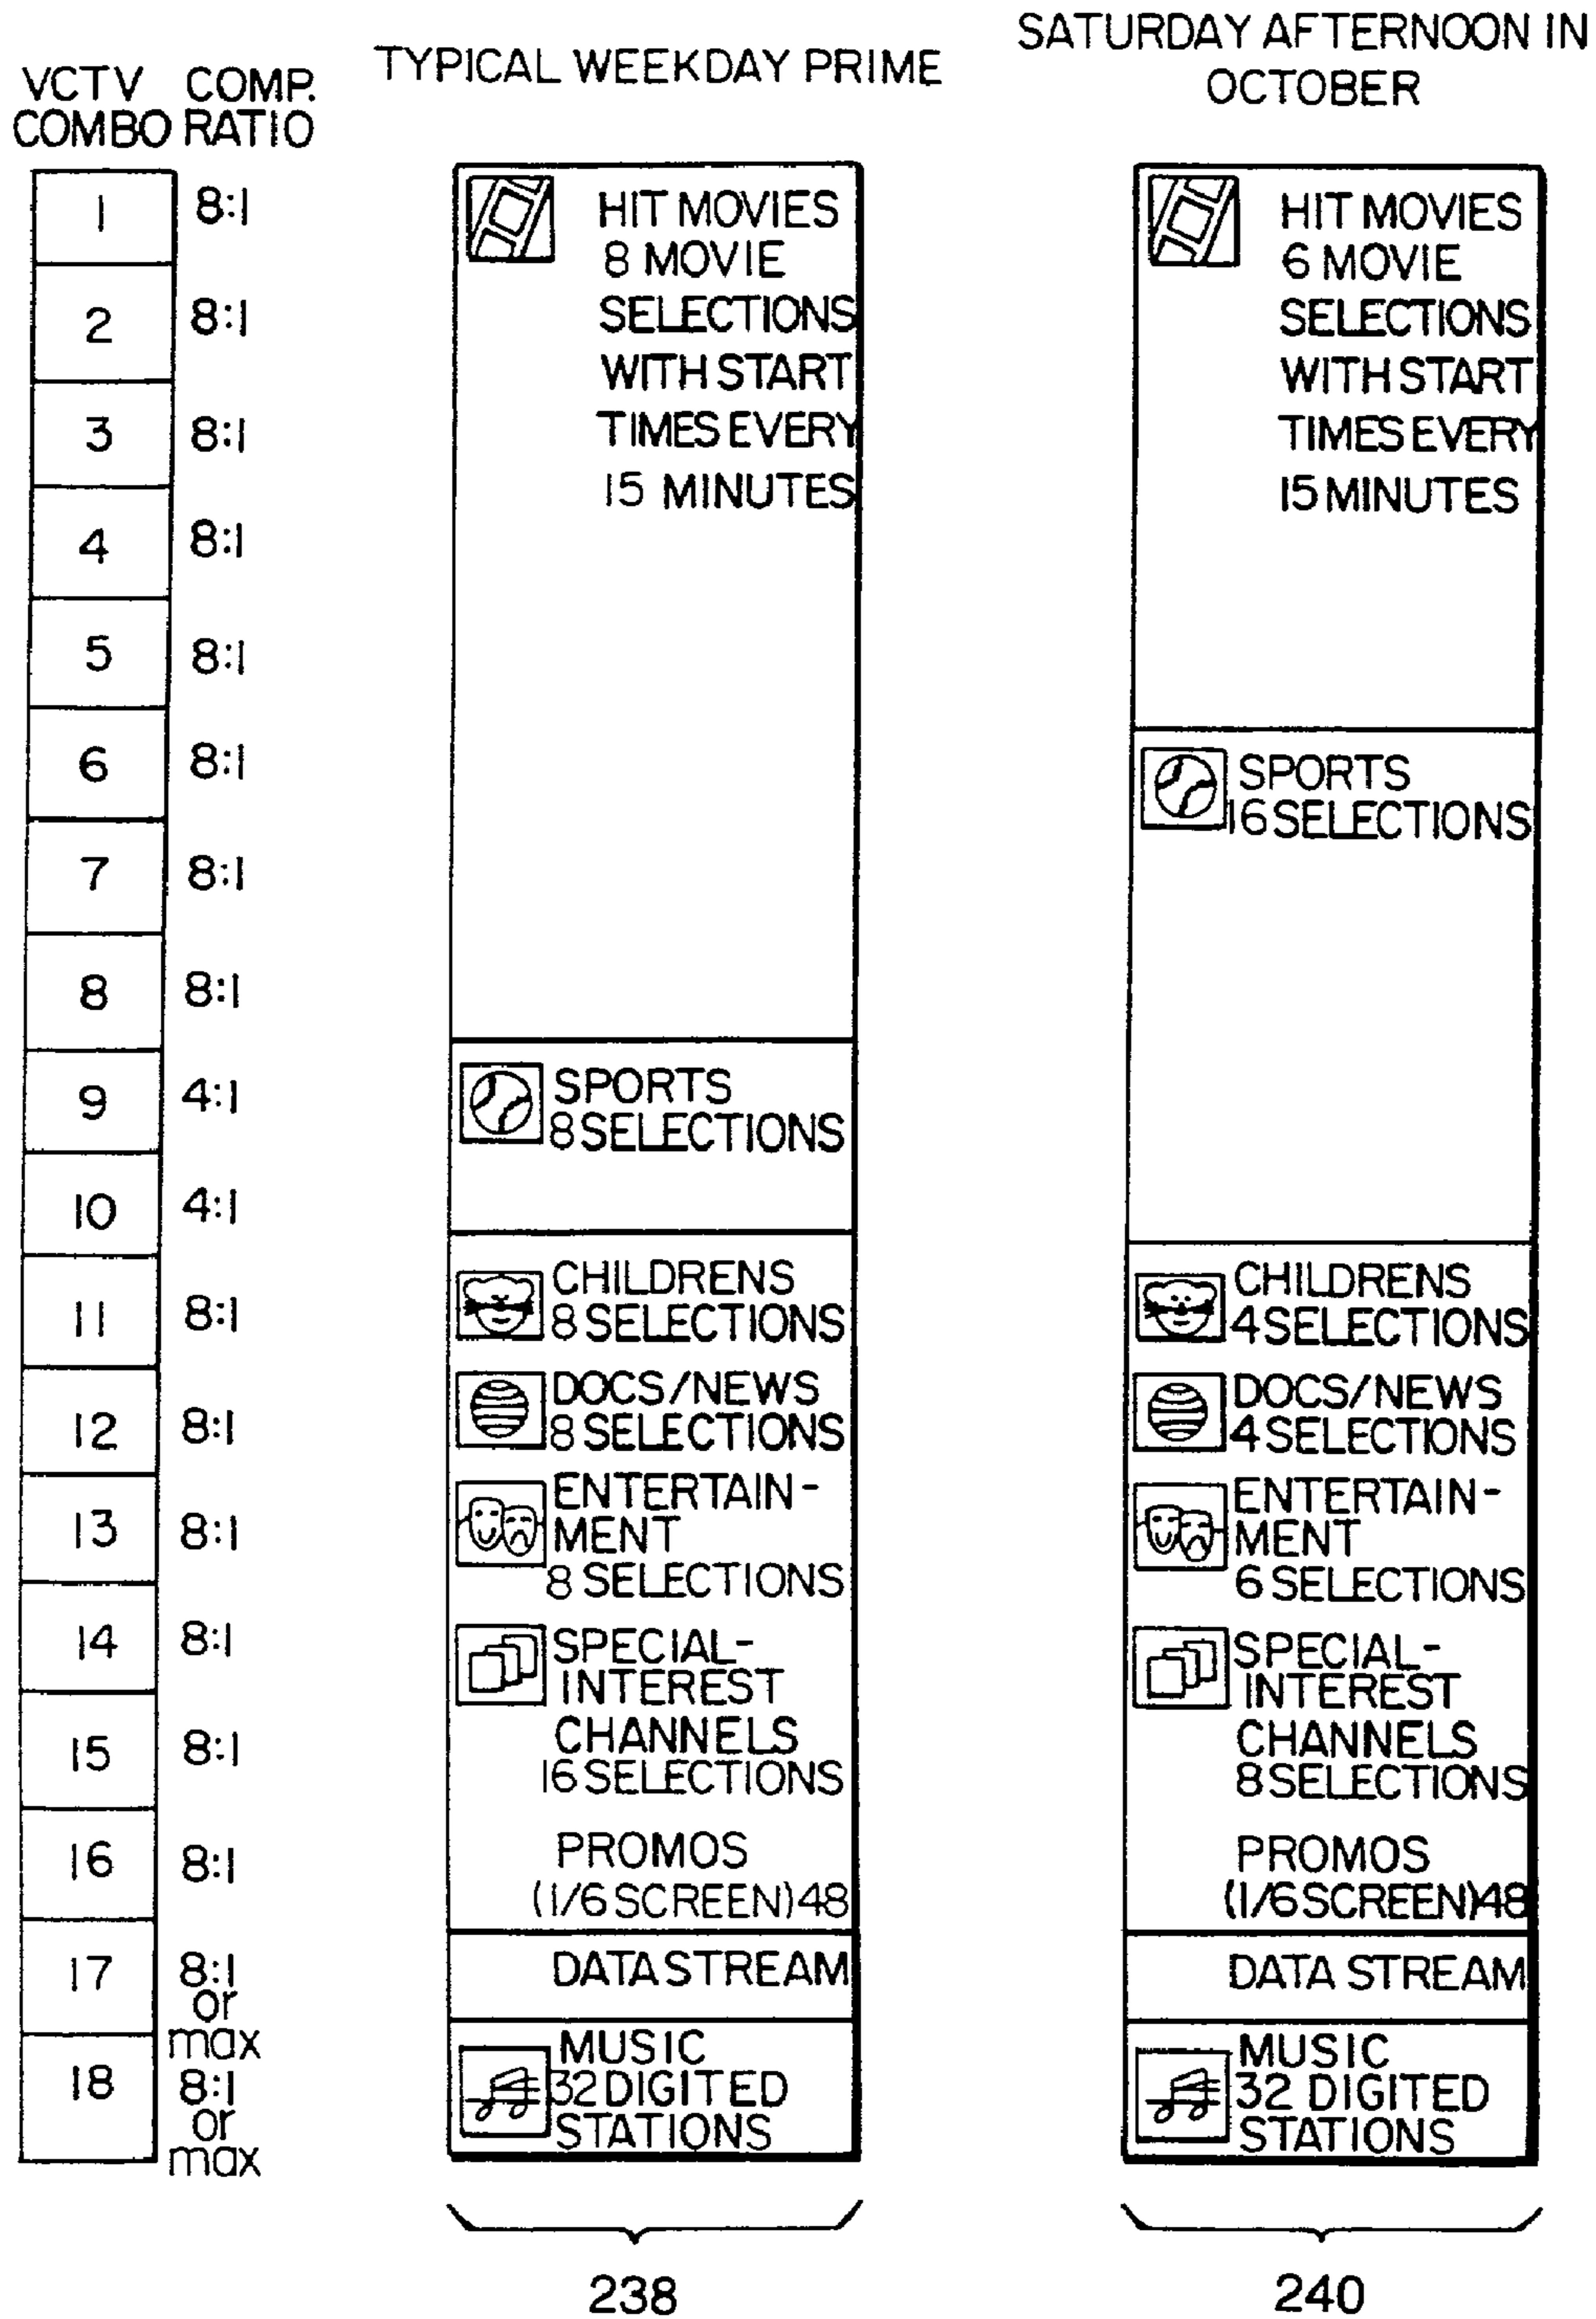 VCTV COMP.
COMBO RATIO
TYPICAL WEEKDAY PRIME
SATURDAY AFTERNOON IN
OCTOBER
1 8:1
2 8:1
3 8:1
4 8:1
5 8:1
6 8:1
7 8:1
8 8:1
9 4:1
10 4:1
11 8:1
12 8:1
13 8:1
14 8:1
15 8:1
16 8:1
17 8:1
or
max
18 8:1
or
max
HIT MOVIES
8 MOVIE
SELECTIONS
WITH START
TIMES EVERY
15 MINUTES
SPORTS
8 SELECTIONS
CHILDRENS
8 SELECTIONS
DOCS/NEWS
8 SELECTIONS
ENTERTAIN-
MENT
8 SELECTIONS
SPECIAL-
INTEREST
CHANNELS
16 SELECTIONS
PROMOS
(1/6 SCREEN) 48
DATA STREAM
MUSIC
32 DIGITED
STATIONS
238
HIT MOVIES
6 MOVIE
SELECTIONS
WITH START
TIMES EVERY
15 MINUTES
SPORTS
16 SELECTIONS
CHILDRENS
4 SELECTIONS
DOCS/NEWS
4 SELECTIONS
ENTERTAIN-
MENT
6 SELECTIONS
SPECIAL-
INTEREST
CHANNELS
8 SELECTIONS
PROMOS
(1/6 SCREEN) 48
DATA STREAM
MUSIC
32 DIGITED
STATIONS
240